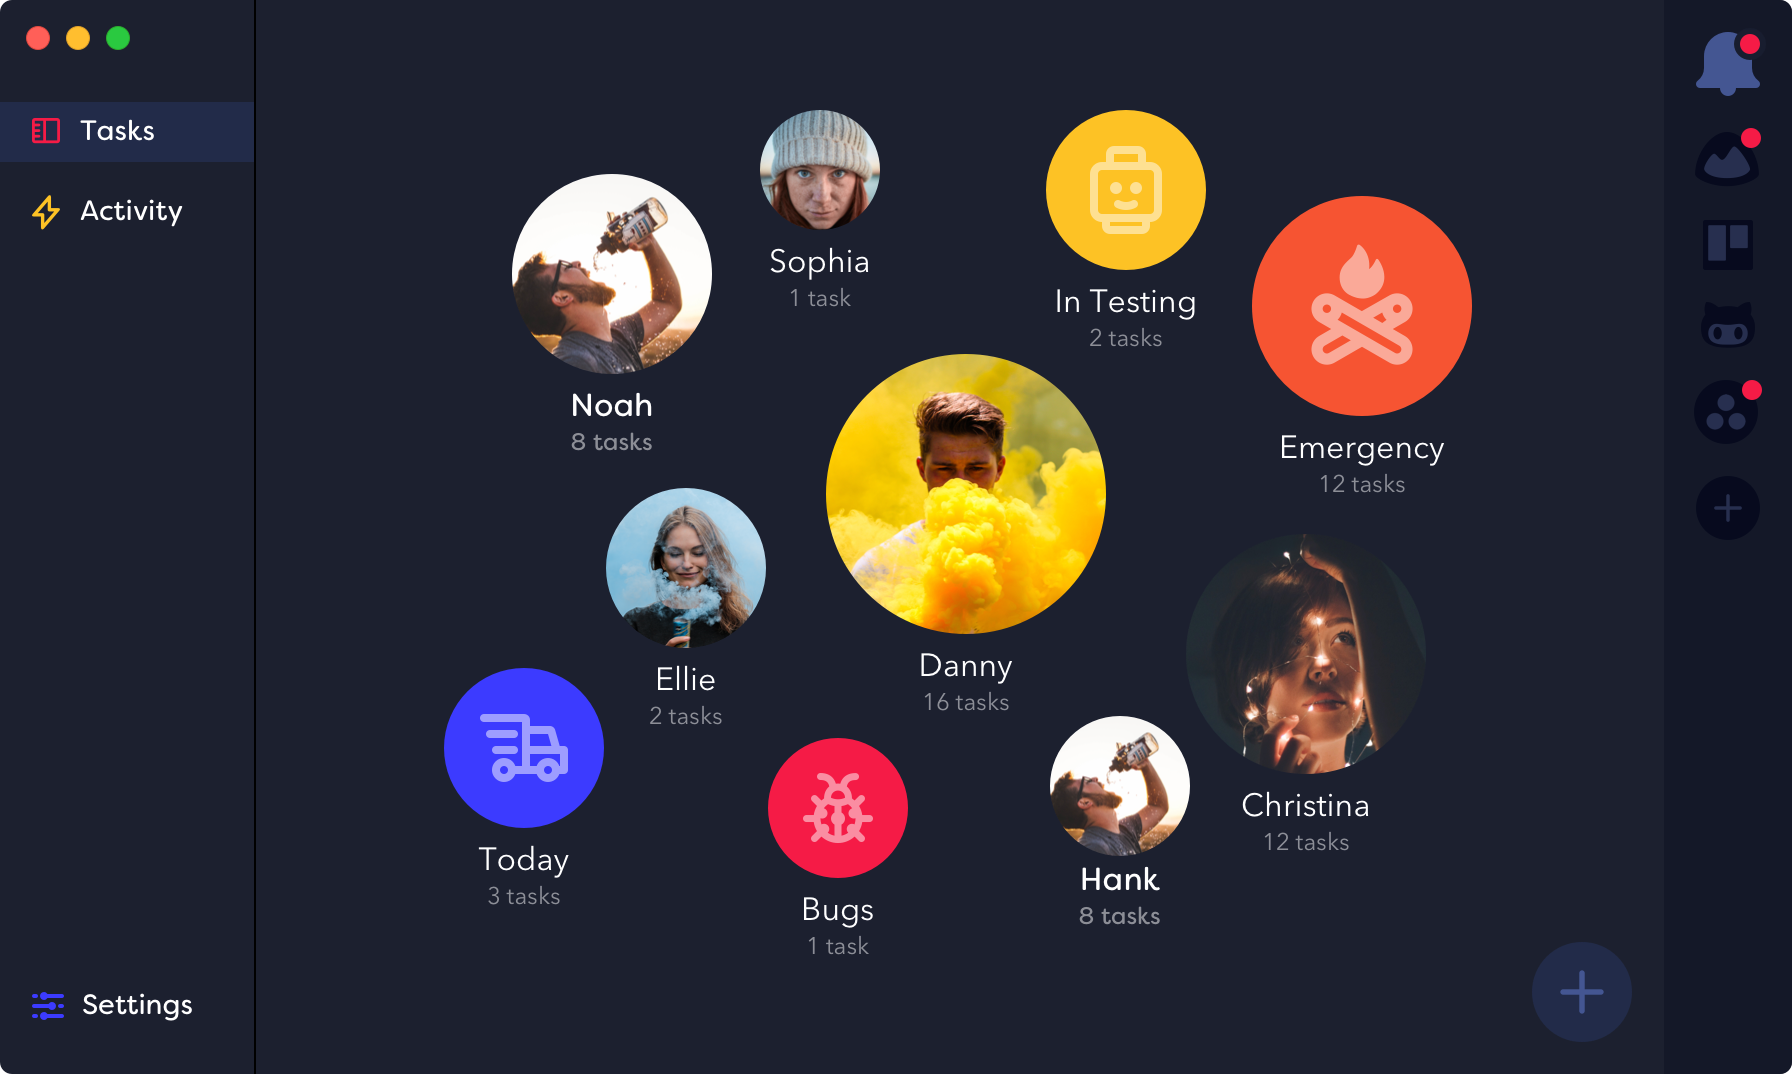 Tasks
Activity
Settings
Sophia
1 task
In Testing
2 tasks
Noah
8 tasks
Emergency
12 tasks
Ellie
2 tasks
Danny
16 tasks
Christina
12 tasks
Today
3 tasks
Bugs
1 task
Hank
8 tasks